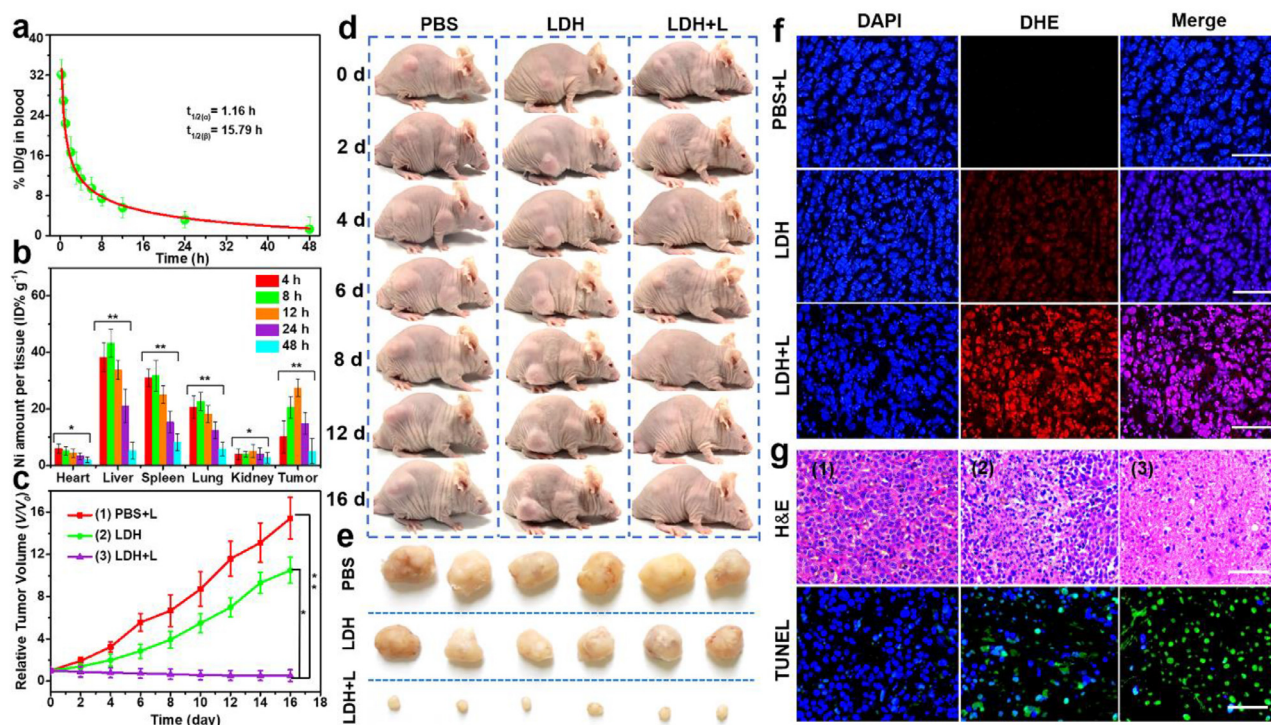 a
40
32
24
16
8
0
% ID/g in blood
t1/2(α) = 1.16 h
t1/2(β) = 15.79 h
0 8 16 24 32 40 48
Time (h)
b
60
40
20
0
Ni amount per tissue (ID% g-1)
4 h
8 h
12 h
24 h
48 h
*
**
**
**
*
**
Heart Liver Spleen Lung Kidney Tumor
c
16
12
8
4
0
Relative Tumor Volume (V/V0)
(1) PBS+L
(2) LDH
(3) LDH+L
*
**
0 2 4 6 8 10 12 14 16 18
Time (day)
d
PBS LDH LDH+L
0 d
2 d
4 d
6 d
8 d
12 d
16 d
e
PBS
LDH
LDH+L
f
DAPI DHE Merge
PBS+L
LDH
LDH+L
g
(1) (2) (3)
H&E
TUNEL